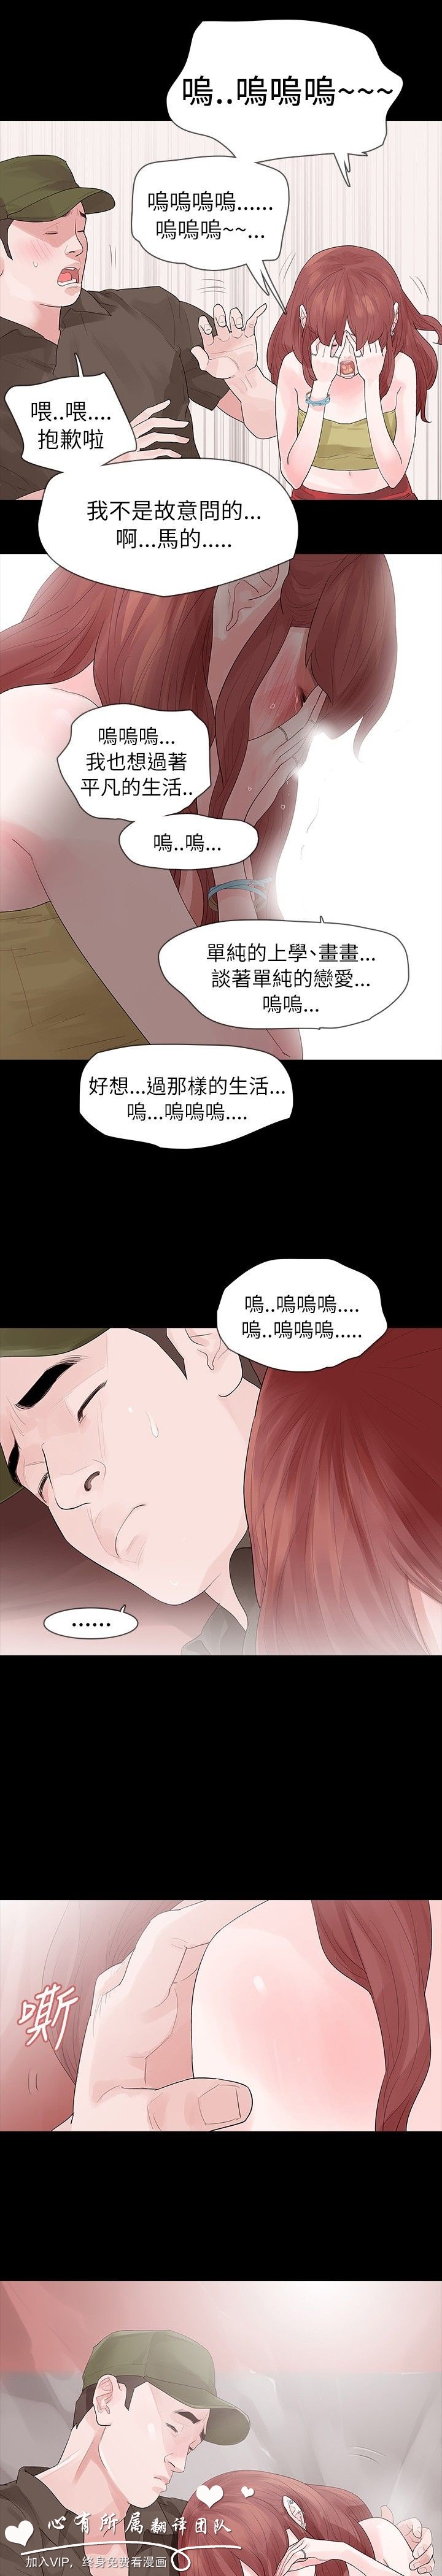 嗚..嗚嗚嗚~~~
嗚嗚嗚嗚......
嗚嗚嗚~~...
喂..喂....
抱歉啦
我不是故意問的...
啊...馬的.....
嗚嗚嗚...
我也想過著
平凡的生活..
嗚..嗚...
單純的上學、畫畫...
談著單純的戀愛...
嗚嗚...
好想...過那樣的生活...
嗚...嗚嗚嗚....
嗚..嗚嗚嗚....
嗚..嗚嗚嗚.....
......
嘶
心有所属翻译团队
加入VIP，终身免费看漫画